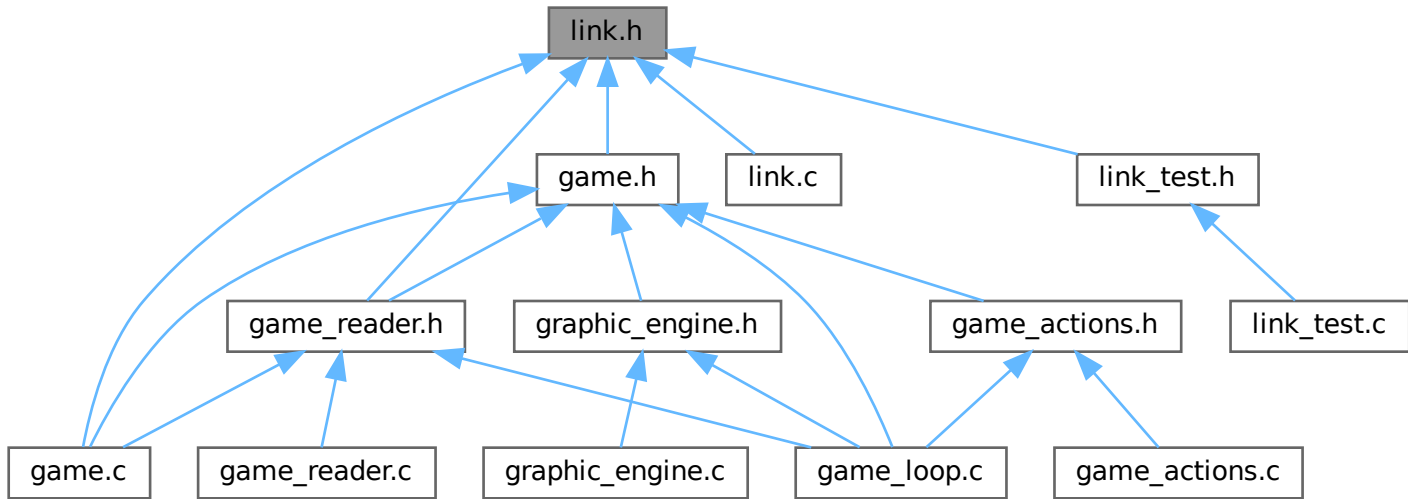 link.h
game.h
link.c
link_test.h
game_reader.h
graphic_engine.h
game_actions.h
link_test.c
game.c
game_reader.c
graphic_engine.c
game_loop.c
game_actions.c